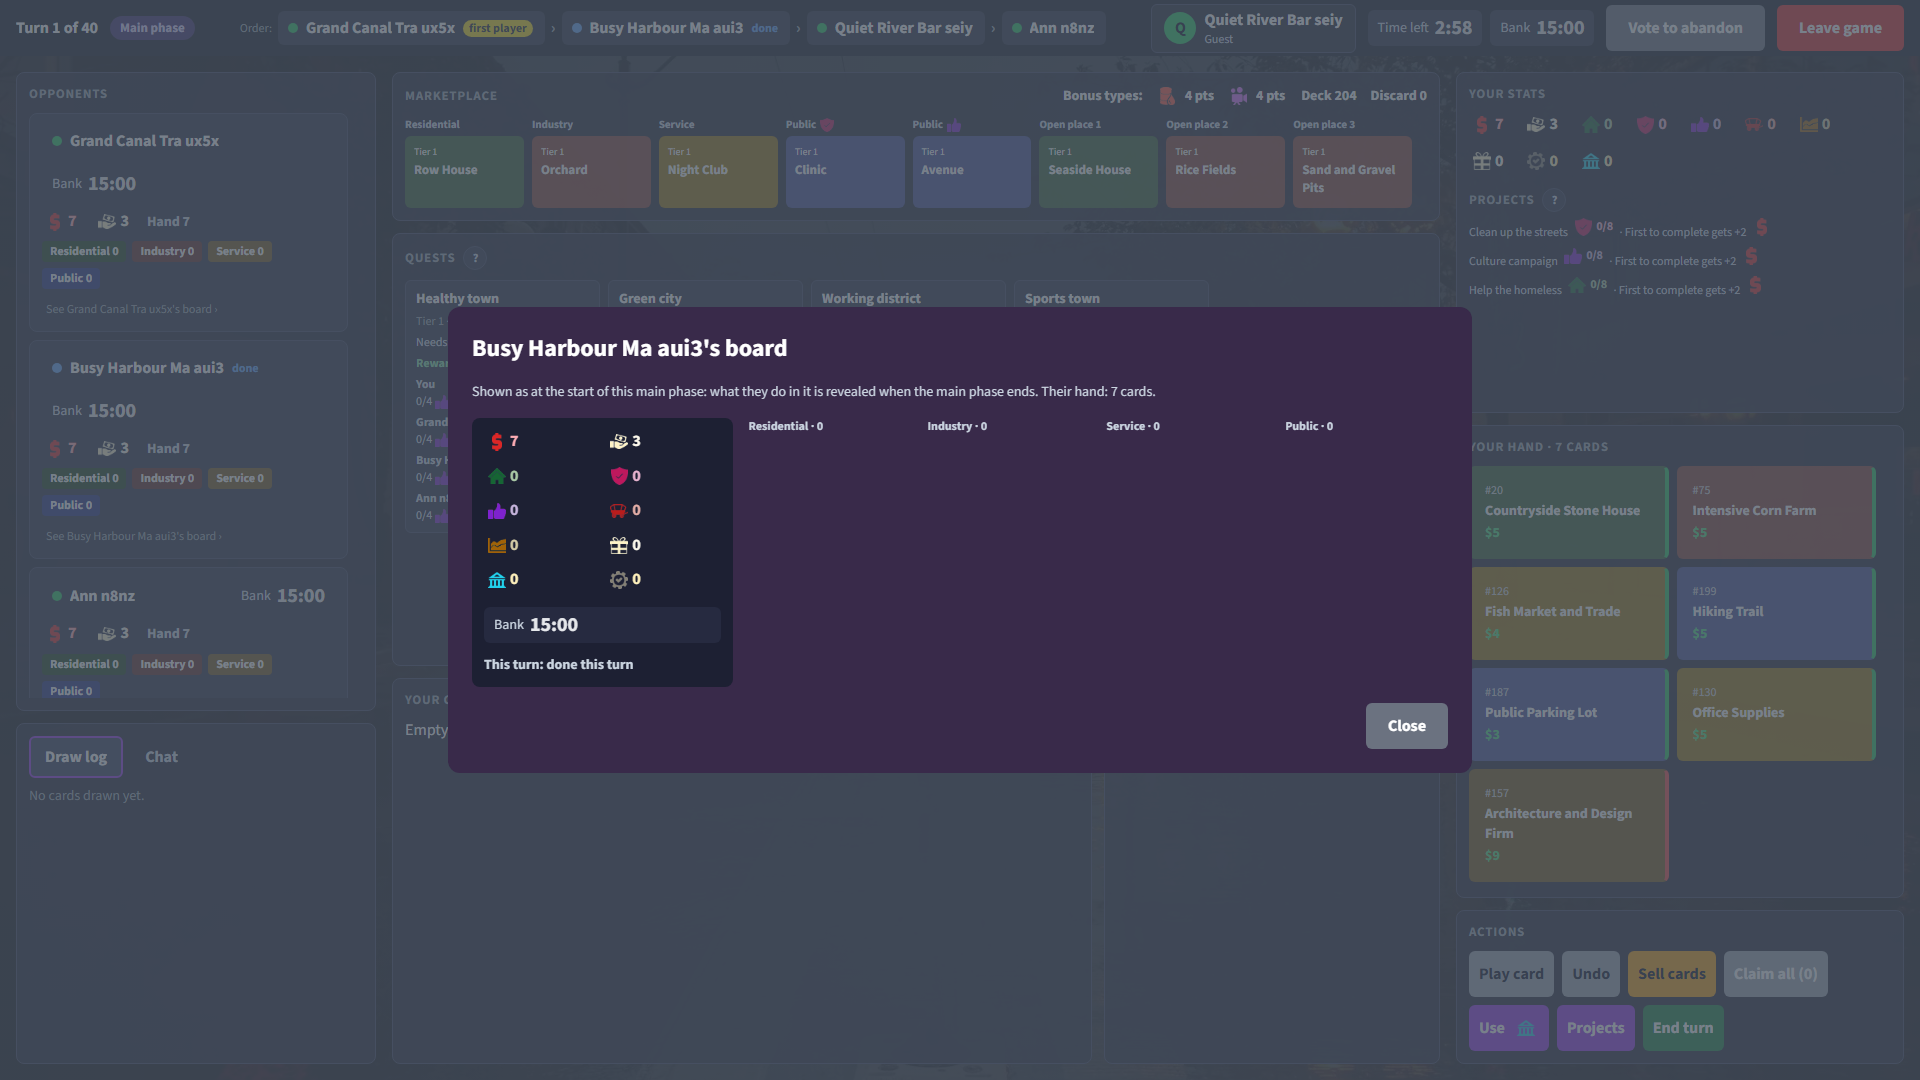 Turn 1 of 40 Main phase Order: Grand Canal Tra ux5x first player › Busy Harbour Ma aui3 done › Quiet River Bar seiy › Ann n8nz Q Quiet River Bar seiy Guest Time left 2:58 Bank 15:00 Vote to abandon Leave game
OPPONENTS
Grand Canal Tra ux5x
Bank 15:00
7 3 Hand 7
Residential 0 Industry 0 Service 0
Public 0
See Grand Canal Tra ux5x's board ›
Busy Harbour Ma aui3 done
Bank 15:00
7 3 Hand 7
Residential 0 Industry 0 Service 0
Public 0
See Busy Harbour Ma aui3's board ›
Ann n8nz Bank 15:00
7 3 Hand 7
Residential 0 Industry 0 Service 0
Public 0
Draw log Chat
No cards drawn yet.
MARKETPLACE Bonus types: 4 pts 4 pts Deck 204 Discard 0
Residential Industry Service Public Public Open place 1 Open place 2 Open place 3
Tier 1 Tier 1 Tier 1 Tier 1 Tier 1 Tier 1 Tier 1 Tier 1
Row House Orchard Night Club Clinic Avenue Seaside House Rice Fields Sand and Gravel
Pits
QUESTS ?
Healthy town Green city Working district Sports town
Tier 1
Needs
You
0/4
0/4
0/4
0/4
Empty
Busy Harbour Ma aui3's board
Shown as at the start of this main phase: what they do in it is revealed when the main phase ends. Their hand: 7 cards.
7 3
0 0
0 0
0 0
0 0
Bank 15:00
This turn: done this turn
Residential · 0 Industry · 0 Service · 0 Public · 0
Close
YOUR STATS
7 3 0 0 0 0 0
0 0 0
PROJECTS ?
Clean up the streets 0/8 · First to complete gets +2
Culture campaign 0/8 · First to complete gets +2
Help the homeless 0/8 · First to complete gets +2
YOUR HAND · 7 CARDS
#20 #75
Countryside Stone House Intensive Corn Farm
$5 $5
#126 #199
Fish Market and Trade Hiking Trail
$4 $5
#187 #130
Public Parking Lot Office Supplies
$3 $5
#157
Architecture and Design
Firm
$9
ACTIONS
Play card Undo Sell cards Claim all (0)
Use Projects End turn